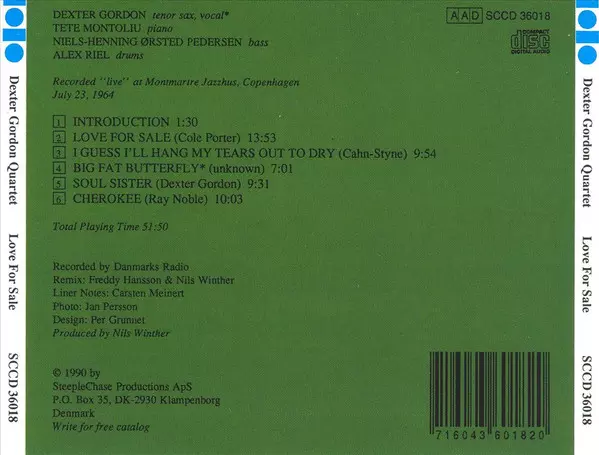 DEXTER GORDON tenor sax, vocal*
TETE MONTOLIU piano
NIELS-HENNING ØRSTED PEDERSEN bass
ALEX RIEL drums
AAD SCCD 36018
COMPACT
disc
DIGITAL AUDIO
Recorded "live" at Montmartre Jazzhus, Copenhagen
July 23, 1964
1 INTRODUCTION 1:30
2 LOVE FOR SALE (Cole Porter) 13:53
3 I GUESS I'LL HANG MY TEARS OUT TO DRY (Cahn-Styne) 9:54
4 BIG FAT BUTTERFLY* (unknown) 7:01
5 SOUL SISTER (Dexter Gordon) 9:31
6 CHEROKEE (Ray Noble) 10:03
Total Playing Time 51:50
Recorded by Danmarks Radio
Remix: Freddy Hansson & Nils Winther
Liner Notes: Carsten Meinert
Photo: Jan Persson
Design: Per Grunnet
Produced by Nils Winther
© 1990 by
SteepleChase Productions ApS
P.O. Box 35, DK-2930 Klampenborg
Denmark
Write for free catalog
716043 601820
Dexter Gordon Quartet Love For Sale SCCD 36018
Dexter Gordon Quartet Love For Sale SCCD 36018